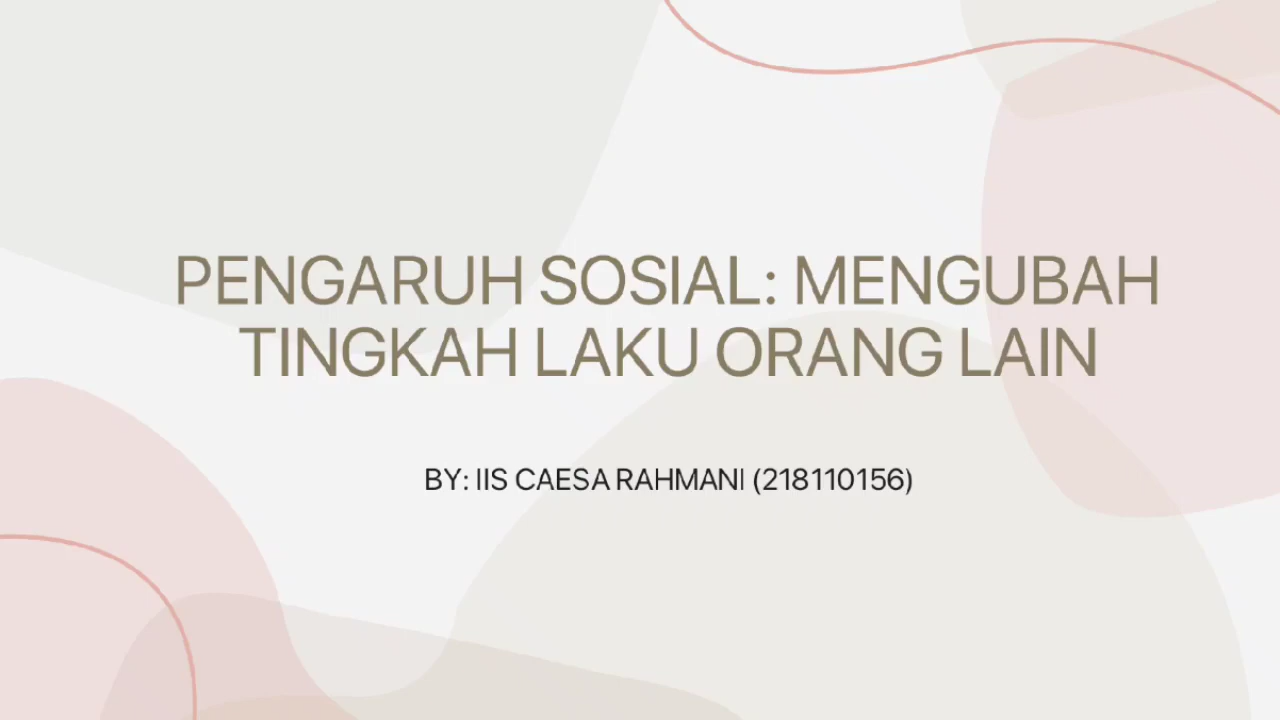 PENGARUH SOSIAL: MENGUBAH
TINGKAH LAKU ORANG LAIN
BY: IIS CAESA RAHMANI (218110156)